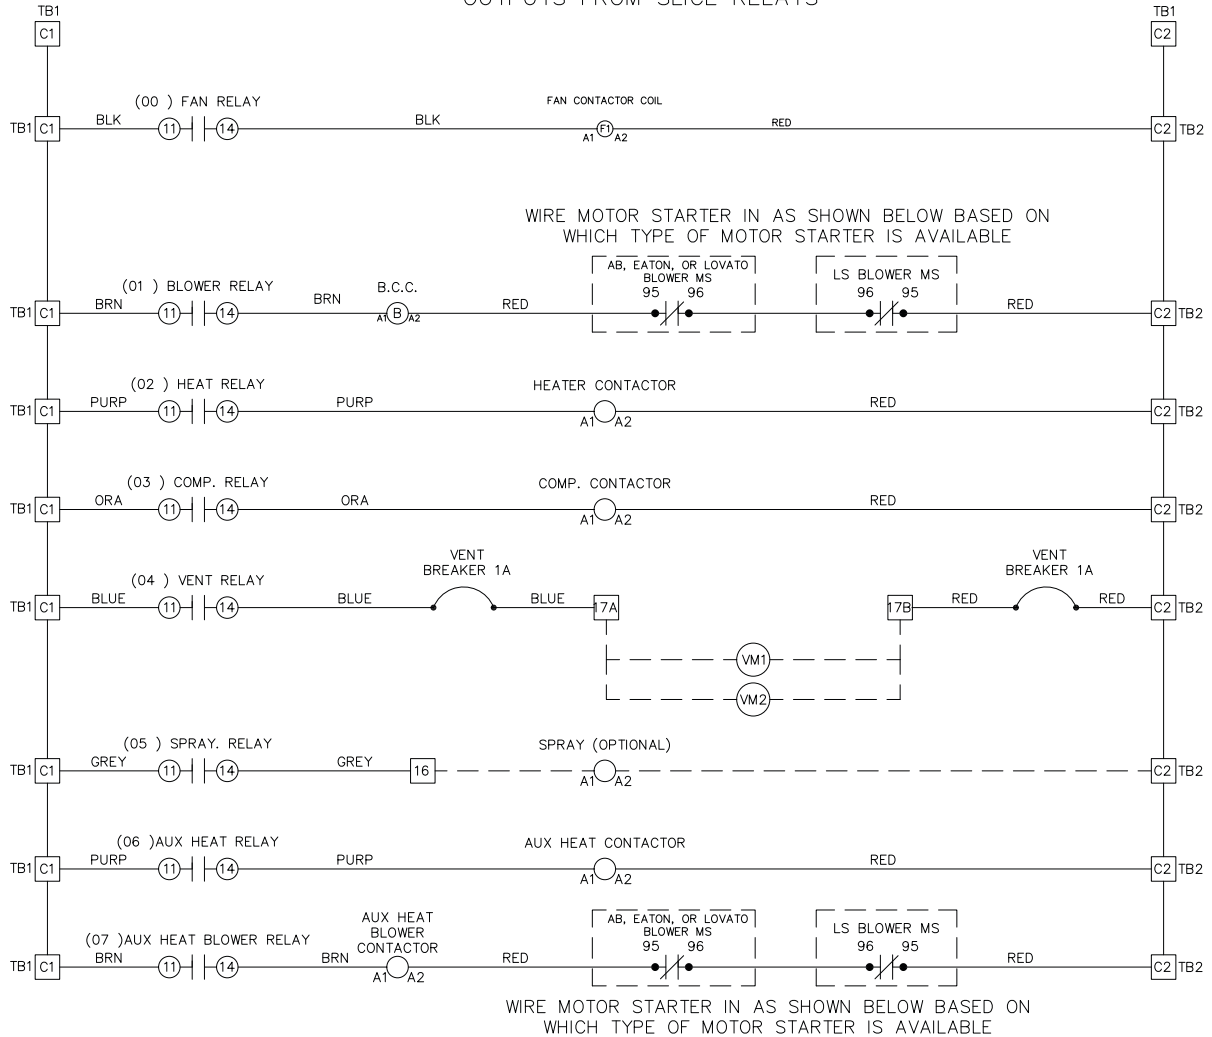 OUTPUTS FROM SLICE RELAYS
TB1 TB1
C1 C2
(00 ) FAN RELAY FAN CONTACTOR COIL
TB1 C1 BLK 11 14 BLK A1 F1 A2 RED C2 TB2
WIRE MOTOR STARTER IN AS SHOWN BELOW BASED ON
WHICH TYPE OF MOTOR STARTER IS AVAILABLE
AB, EATON, OR LOVATO
BLOWER MS
LS BLOWER MS
(01 ) BLOWER RELAY B.C.C. 95 96 96 95
TB1 C1 BRN 11 14 BRN A1 B A2 RED RED C2 TB2
(02 ) HEAT RELAY HEATER CONTACTOR
TB1 C1 PURP 11 14 PURP A1 A2 RED C2 TB2
(03 ) COMP. RELAY COMP. CONTACTOR
TB1 C1 ORA 11 14 ORA A1 A2 RED C2 TB2
VENT
BREAKER 1A
VENT
BREAKER 1A
(04 ) VENT RELAY
TB1 C1 BLUE 11 14 BLUE BLUE 17A 17B RED RED C2 TB2
VM1
VM2
(05 ) SPRAY. RELAY SPRAY (OPTIONAL)
TB1 C1 GREY 11 14 GREY 16 A1 A2 C2 TB2
(06 )AUX HEAT RELAY AUX HEAT CONTACTOR
TB1 C1 PURP 11 14 PURP A1 A2 RED C2 TB2
AUX HEAT
BLOWER
CONTACTOR
AB, EATON, OR LOVATO
BLOWER MS
LS BLOWER MS
(07 )AUX HEAT BLOWER RELAY 95 96 96 95
TB1 C1 BRN 11 14 BRN A1 A2 RED RED C2 TB2
WIRE MOTOR STARTER IN AS SHOWN BELOW BASED ON
WHICH TYPE OF MOTOR STARTER IS AVAILABLE